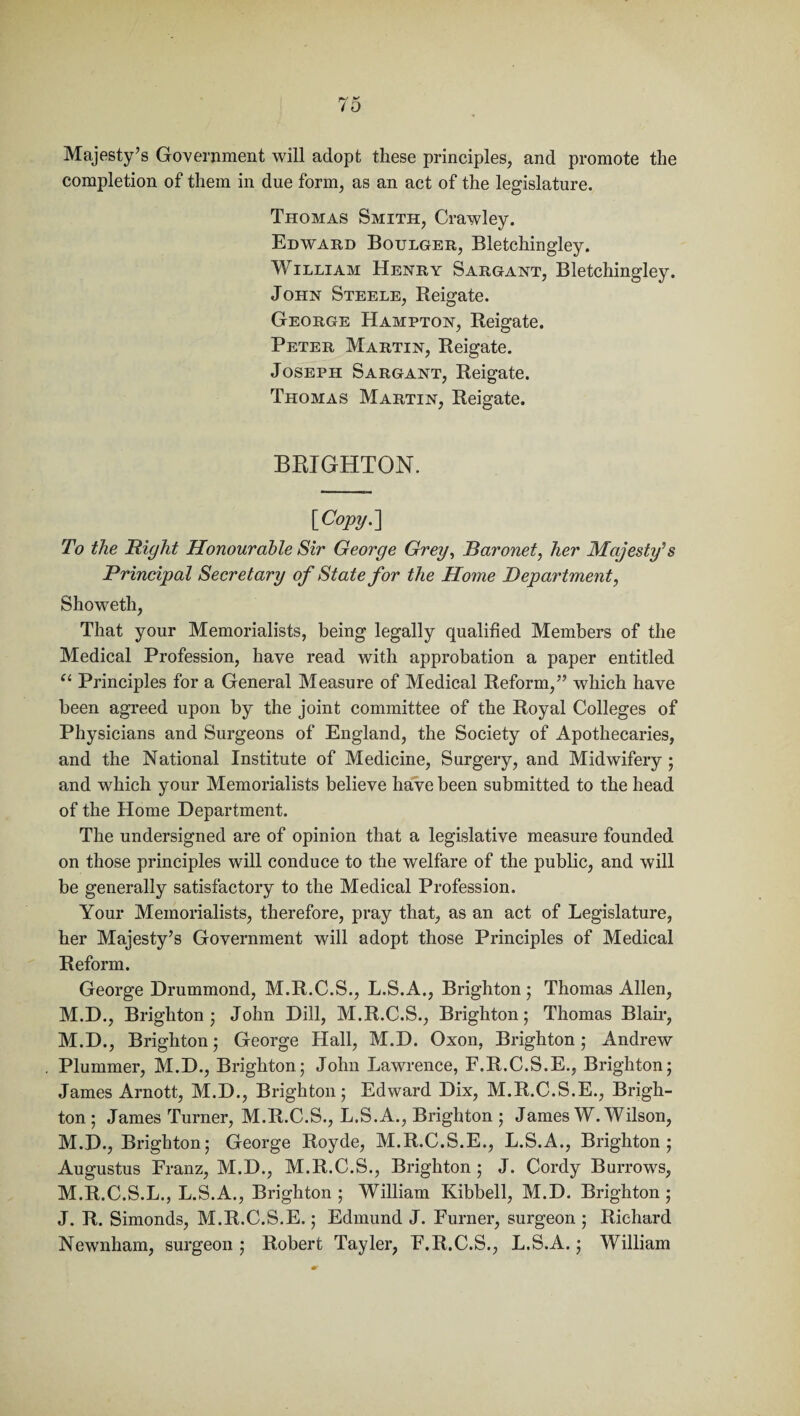 75
Majesty's Government will adopt these principles, and promote the
completion of them in due form, as an act of the legislature.
Thomas Smith, Crawley.
Edward Boulger, Bletchingley.
William Henry Sargant, Bletchingley.
John Steele, Reigate.
George Hampton, Reigate.
Peter Martin, Reigate.
Joseph Sargant, Reigate.
Thomas Martin, Reigate.
BRIGHTON.
[Copy.]
To the Right Honourable Sir George Grey, Baronet, her Majesty's
Principal Secretary of State for the Home Department,
Showeth,
That your Memorialists, being legally qualified Members of the
Medical Profession, have read with approbation a paper entitled
“ Principles for a General Measure of Medical Reform,” which have
been agreed upon by the joint committee of the Royal Colleges of
Physicians and Surgeons of England, the Society of Apothecaries,
and the National Institute of Medicine, Surgery, and Midwifery ;
and which your Memorialists believe have been submitted to the head
of the Home Department.
The undersigned are of opinion that a legislative measure founded
on those principles will conduce to the welfare of the public, and will
be generally satisfactory to the Medical Profession.
Your Memorialists, therefore, pray that, as an act of Legislature,
her Majesty's Government will adopt those Principles of Medical
Reform.
George Drummond, M.R.C.S., L.S.A., Brighton ; Thomas Allen,
M.D., Brighton ; John Dill, M.R.C.S., Brighton ; Thomas Blair,
M.D., Brighton ; George Hall, M.D. Oxon, Brighton ; Andrew
Plummer, M.D., Brighton ; John Lawrence, F.R.C.S.E., Brighton ;
James Arnott, M.D., Brighton ; Edward Dix, M.R.C.S.E., Brigh-
ton ; James Turner, M.R.C.S., L.S.A., Brighton ; James W. Wilson,
M.D., Brighton ; George Royde, M.R.C.S.E., L.S.A., Brighton ;
Augustus Franz, M.D., M.R.C.S., Brighton ; J. Cordy Burrows,
M.R.C.S.L., L.S.A., Brighton ; William Kibbell, M.D. Brighton ;
J. R. Simonds, M.R.C.S.E. ; Edmund J. Furner, surgeon ; Richard
Newnham, surgeon ; Robert Tayler, F.R.C.S., L.S.A. ; William